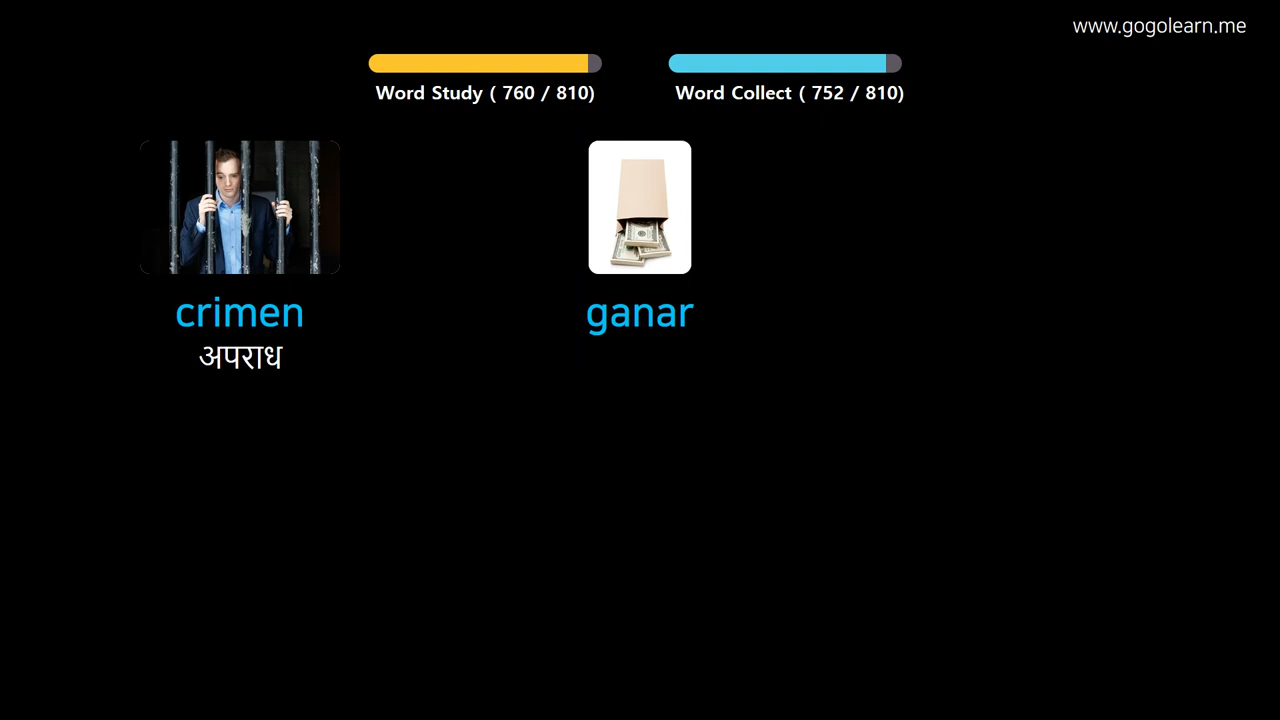 www.gogolearn.me
Word Study ( 760 / 810)
Word Collect ( 752 / 810)
crimen
अपराध
ganar